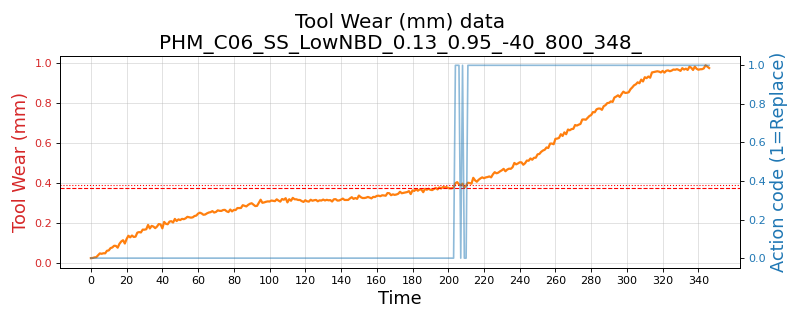 Tool Wear (mm) data
PHM_C06_SS_LowNBD_0.13_0.95_-40_800_348_
Tool Wear (mm)
1.0
0.8
0.6
0.4
0.2
0.0
0 20 40 60 80 100 120 140 160 180 200 220 240 260 280 300 320 340
Time
1.0
0.8
0.6
0.4
0.2
0.0
Action code (1=Replace)